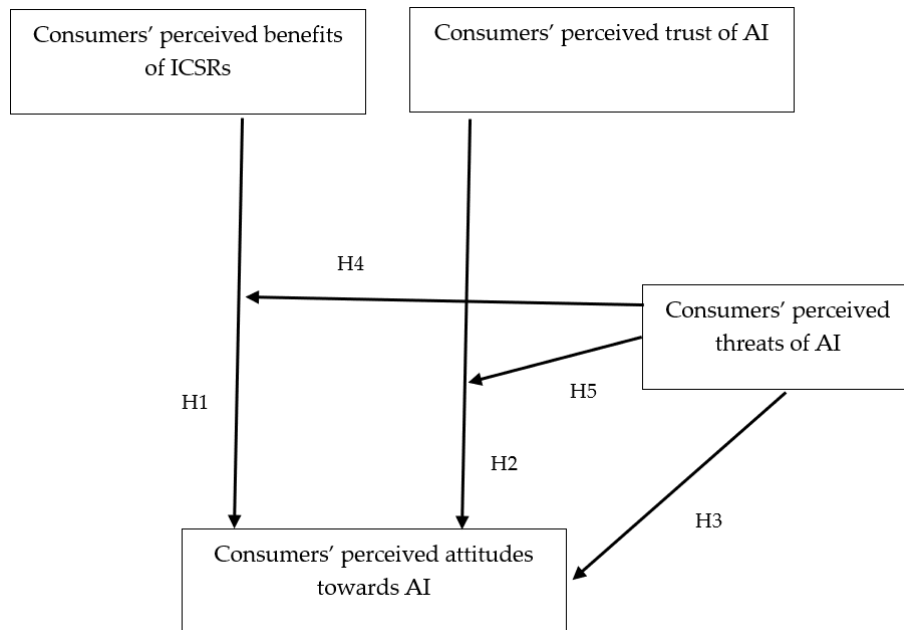 Consumers’ perceived benefits
of ICSRs
Consumers’ perceived trust of AI
H4
Consumers’ perceived
threats of AI
H5
H1
H2
H3
Consumers’ perceived attitudes
towards AI